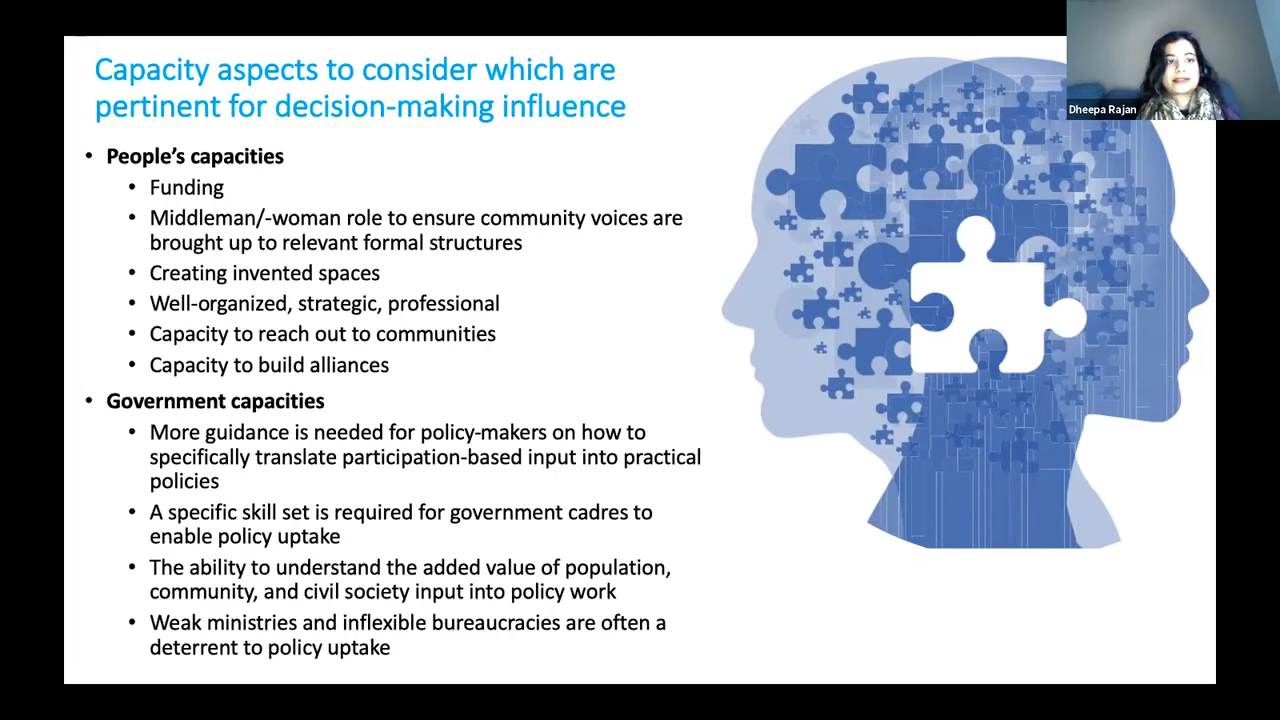 Capacity aspects to consider which are
pertinent for decision-making influence
• People’s capacities
• Funding
• Middleman/-woman role to ensure community voices are
brought up to relevant formal structures
• Creating invented spaces
• Well-organized, strategic, professional
• Capacity to reach out to communities
• Capacity to build alliances
• Government capacities
• More guidance is needed for policy-makers on how to
specifically translate participation-based input into practical
policies
• A specific skill set is required for government cadres to
enable policy uptake
• The ability to understand the added value of population,
community, and civil society input into policy work
• Weak ministries and inflexible bureaucracies are often a
deterrent to policy uptake
Dheepa Rajan